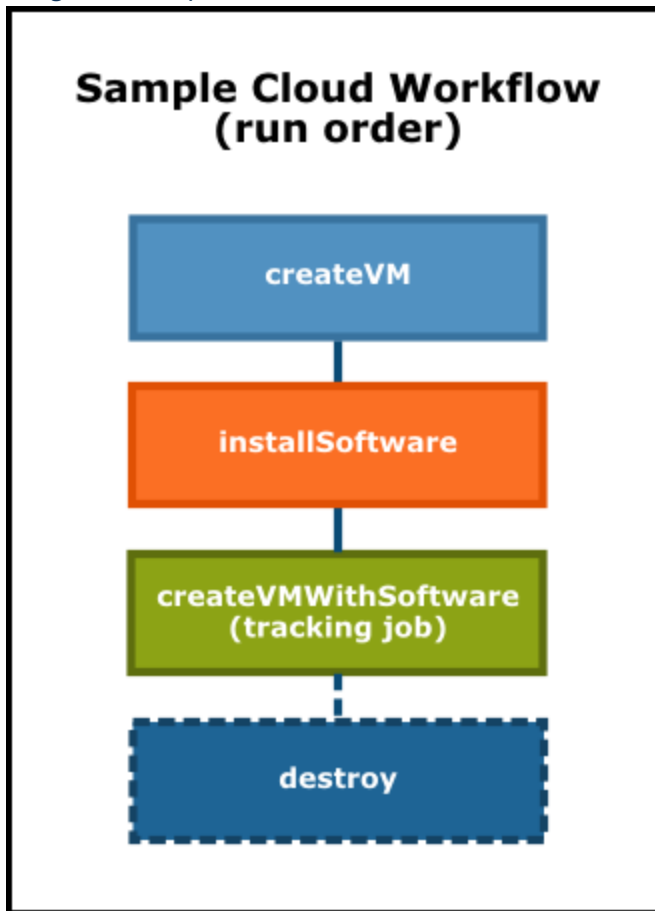 Sample Cloud Workflow
(run order)
createVM
installSoftware
createVMWithSoftware
(tracking job)
destroy